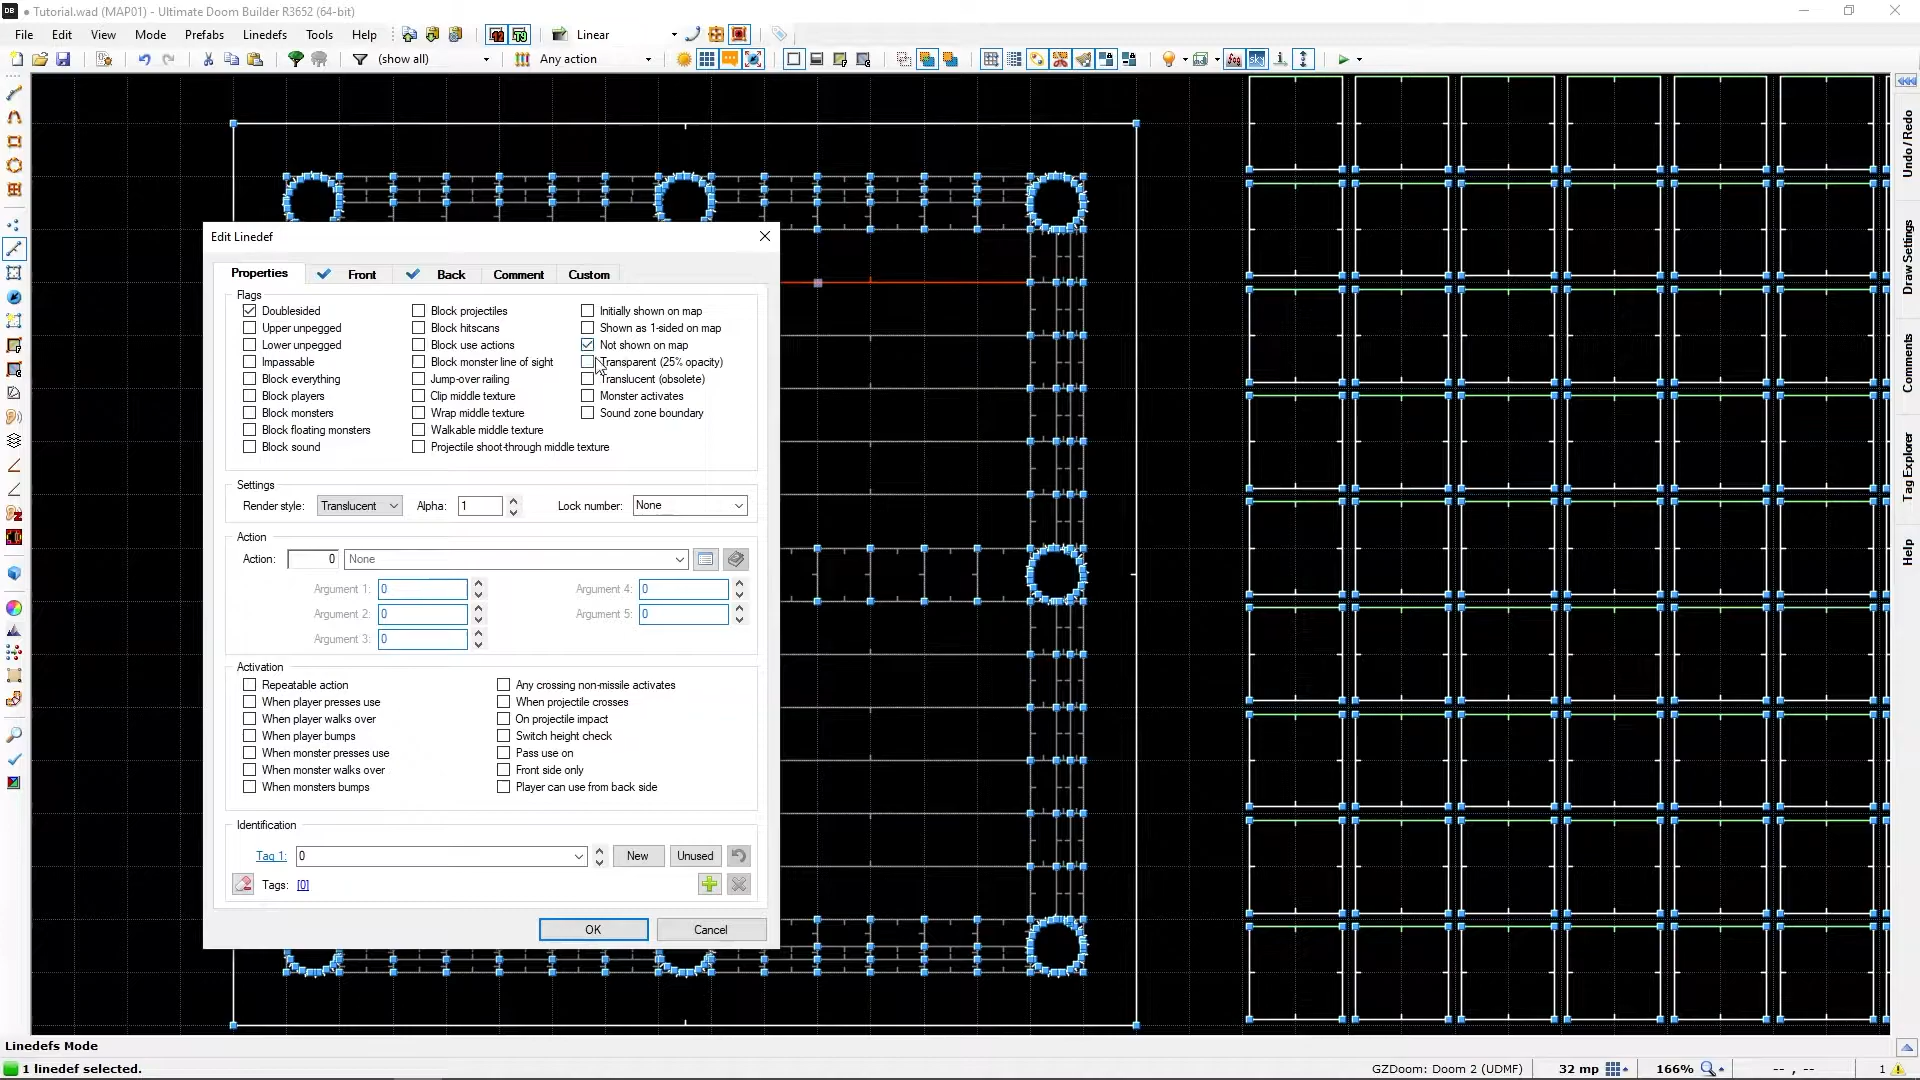 Tutorial.wad (MAP01) - Ultimate Doom Builder R3652 (64-bit)
File Edit View Mode Prefabs Linedefs Tools Help Linear
(show all) Any action
Undo / Redo
Draw Settings
Comments
Tag Explorer
Help
Edit Linedef
Properties Front Back Comment Custom
Flags
Doublesided Block projectiles Initially shown on map
Upper unpegged Block hitscans Shown as 1-sided on map
Lower unpegged Block use actions Not shown on map
Impassable Block monster line of sight Transparent (25% opacity)
Block everything Jump-over railing Translucent (obsolete)
Block players Clip middle texture Monster activates
Block monsters Wrap middle texture Sound zone boundary
Block floating monsters Walkable middle texture
Block sound Projectile shoot-through middle texture
Settings
Render style: Translucent Alpha: 1 Lock number: None
Action
Action: 0 None
Argument 1: 0 Argument 4: 0
Argument 2: 0 Argument 5: 0
Argument 3: 0
Activation
Repeatable action Any crossing non-missile activates
When player presses use When projectile crosses
When player walks over On projectile impact
When player bumps Switch height check
When monster presses use Pass use on
When monster walks over Front side only
When monsters bumps Player can use from back side
Identification
Tag 1: 0 New Unused
Tags: [0]
OK Cancel
Linedefs Mode
1 linedef selected. GZDoom: Doom 2 (UDMF) 32 mp 166% -- , -- 1